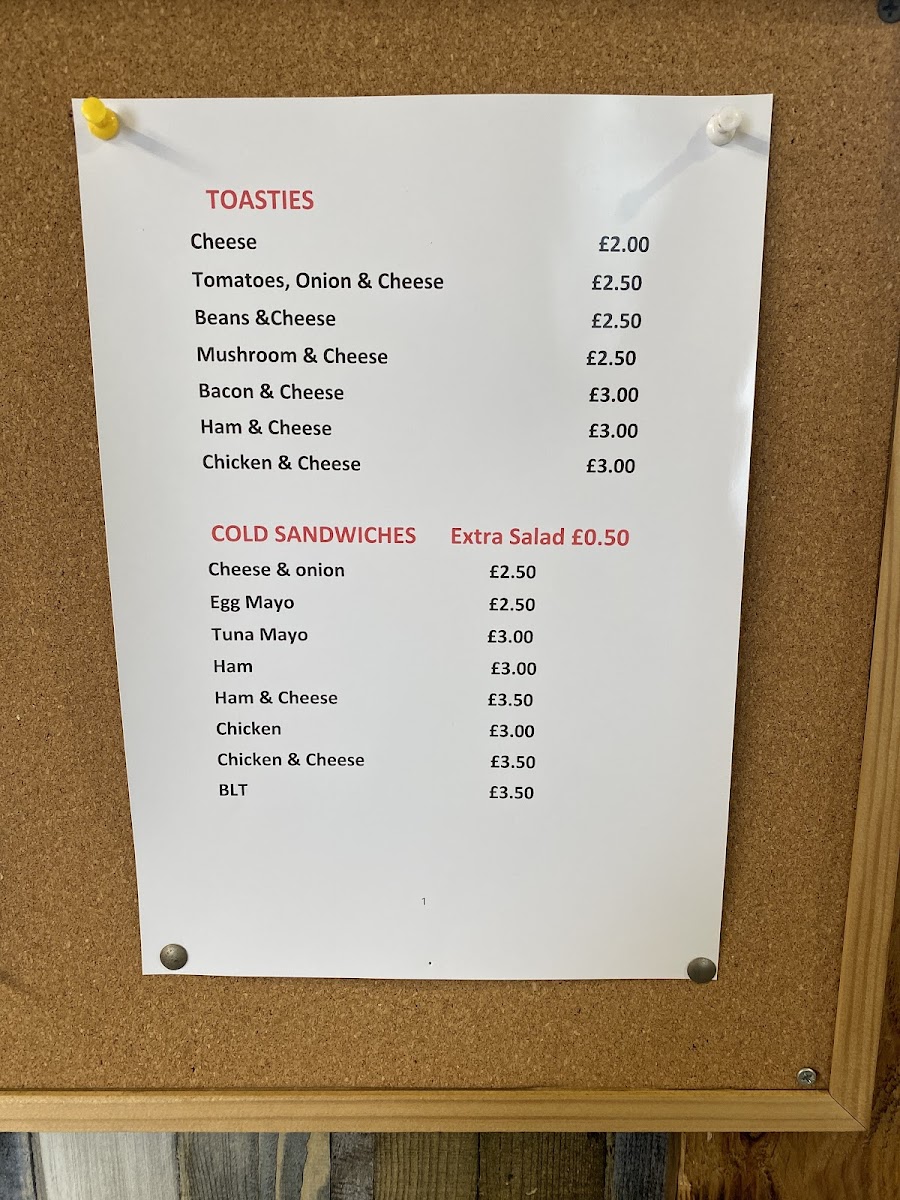 TOASTIES
Cheese £2.00
Tomatoes, Onion & Cheese £2.50
Beans &Cheese £2.50
Mushroom & Cheese £2.50
Bacon & Cheese £3.00
Ham & Cheese £3.00
Chicken & Cheese £3.00
COLD SANDWICHES Extra Salad £0.50
Cheese & onion £2.50
Egg Mayo £2.50
Tuna Mayo £3.00
Ham £3.00
Ham & Cheese £3.50
Chicken £3.00
Chicken & Cheese £3.50
BLT £3.50
1